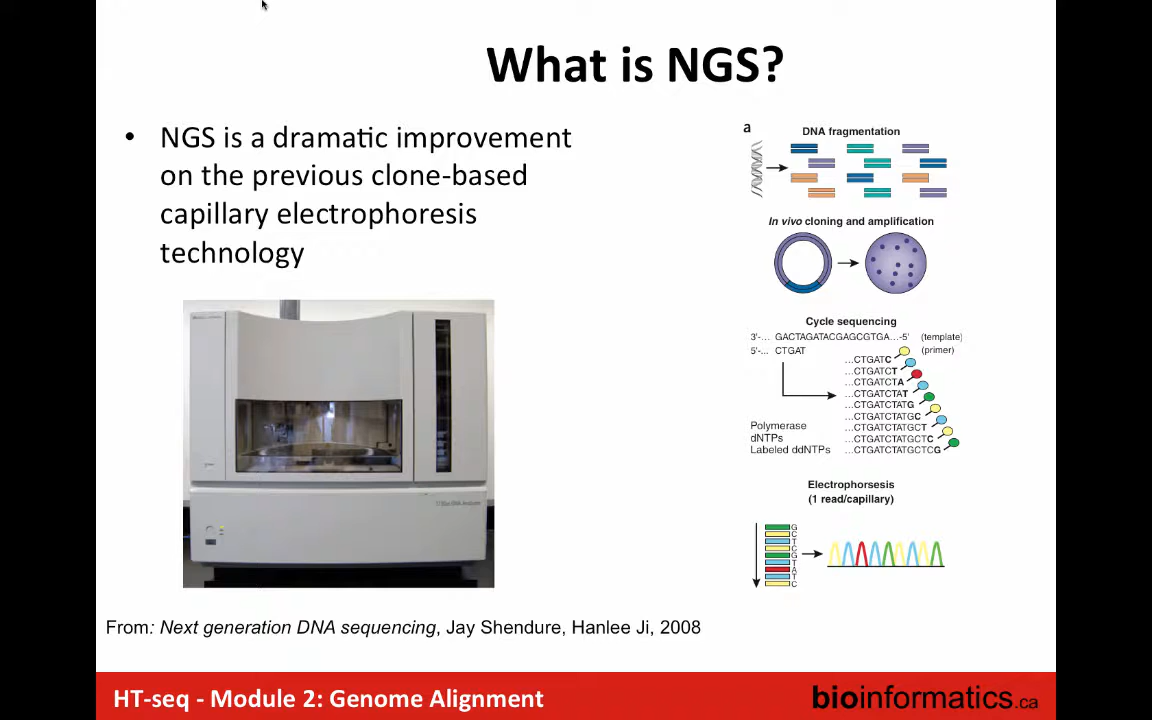 What is NGS?
• NGS is a dramatic improvement
on the previous clone-based
capillary electrophoresis
technology
a
DNA fragmentation
In vivo cloning and amplification
Cycle sequencing
3'-... GACTAGATACGAGCGTGA...-5' (template)
5'-... CTGAT (primer)
...CTGATC
...CTGATCT
...CTGATCTA
...CTGATCTAT
...CTGATCTATG
...CTGATCTATGC
...CTGATCTATGCT
...CTGATCTATGCTC
...CTGATCTATGCTCG
Polymerase
dNTPs
Labeled ddNTPs
Electrophorsesis
(1 read/capillary)
G
C
T
C
G
T
A
T
C
From: Next generation DNA sequencing, Jay Shendure, Hanlee Ji, 2008
HT-seq - Module 2: Genome Alignment
bioinformatics.ca